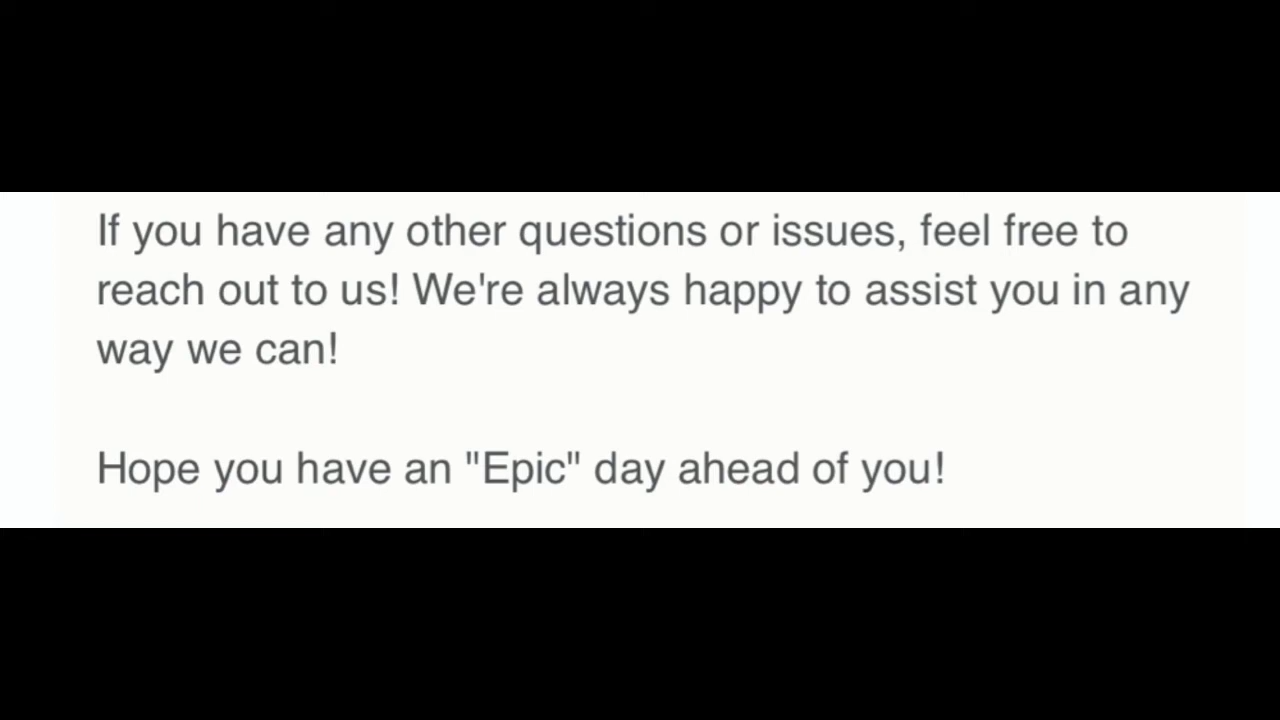 If you have any other questions or issues, feel free to
reach out to us! We're always happy to assist you in any
way we can!
Hope you have an "Epic" day ahead of you!